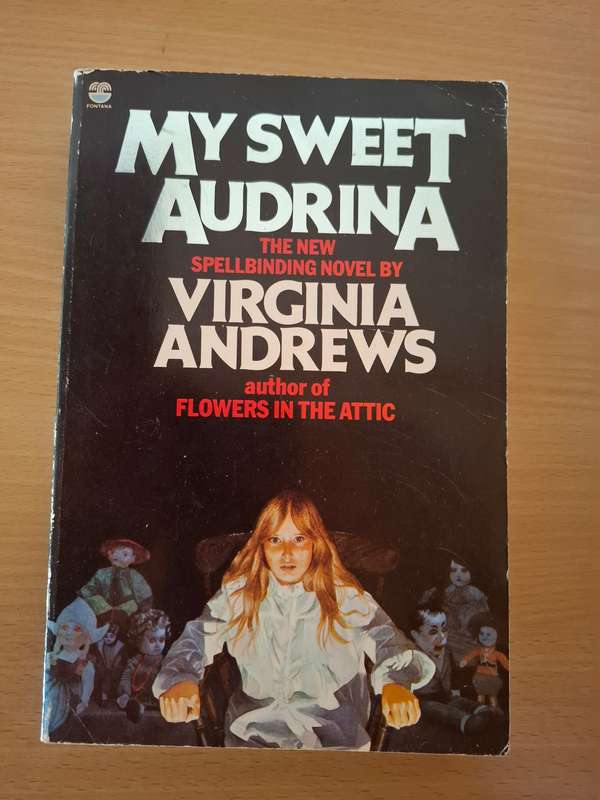 FONTANA
MY SWEET
AUDRINA
THE NEW
SPELLBINDING NOVEL BY
VIRGINIA
ANDREWS
author of
FLOWERS IN THE ATTIC